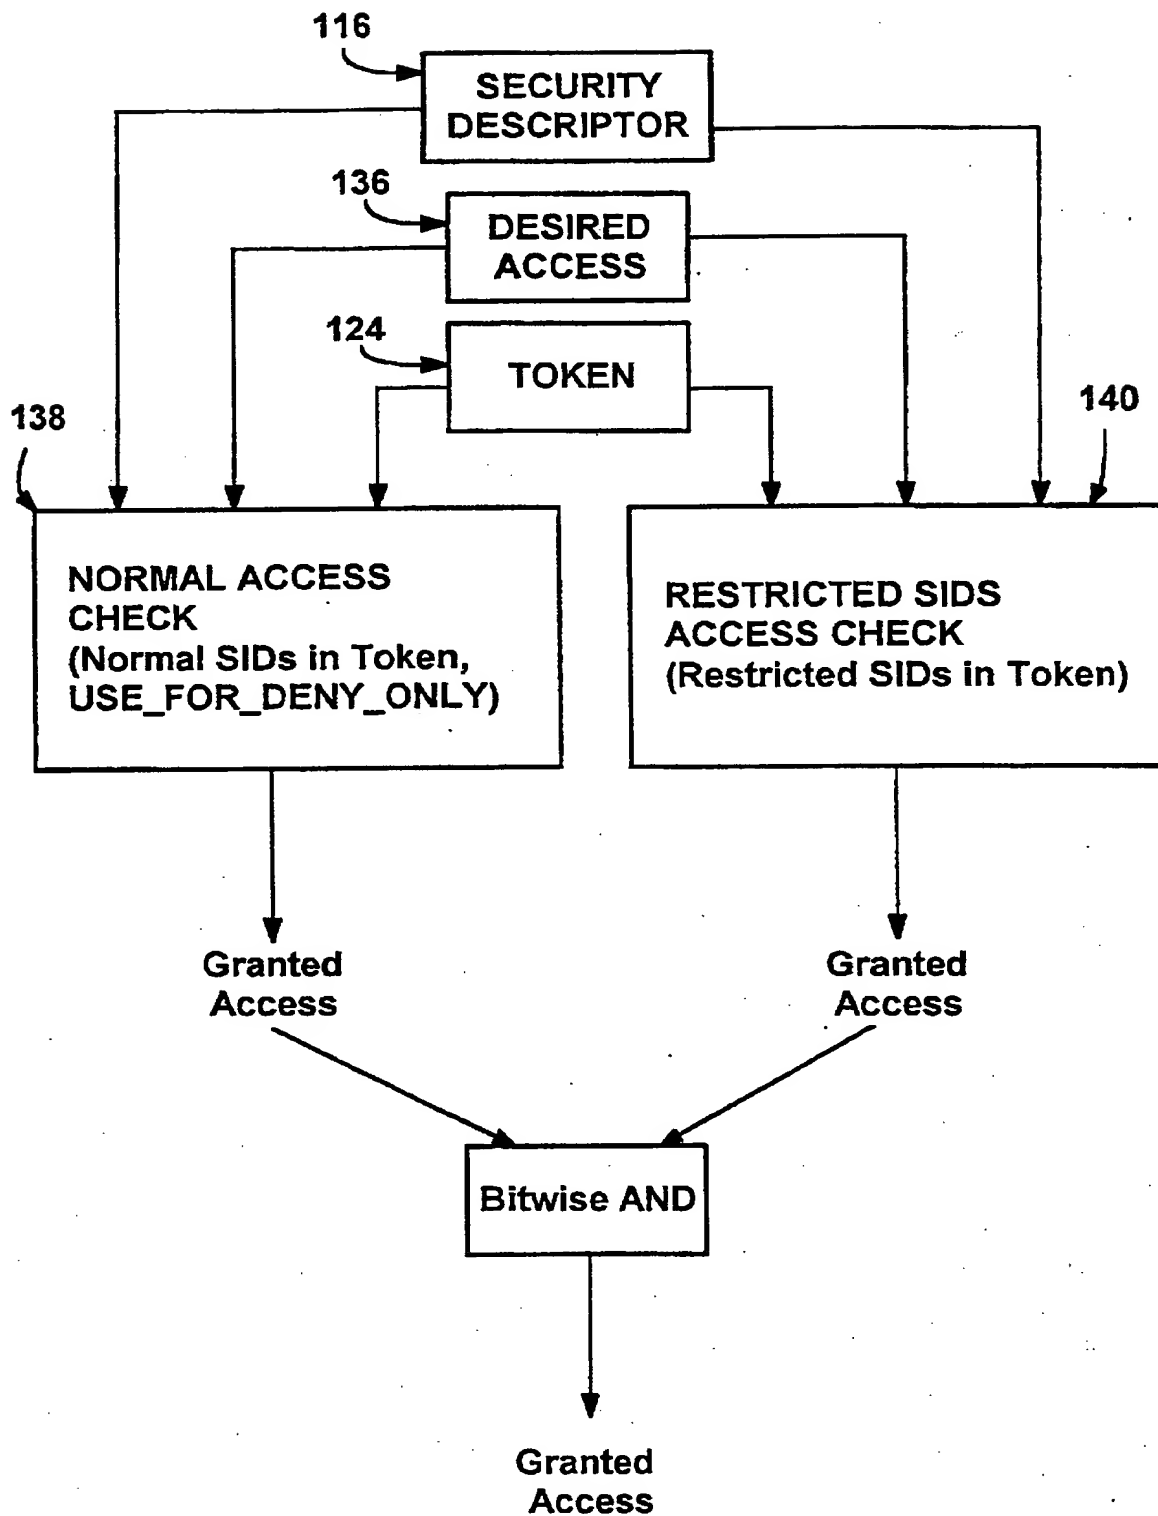 116
SECURITY
DESCRIPTOR
136
DESIRED
ACCESS
124
TOKEN
138
140
NORMAL ACCESS
CHECK
(Normal SIDs in Token,
USE_FOR_DENY_ONLY)
RESTRICTED SIDS
ACCESS CHECK
(Restricted SIDs in Token)
Granted
Access
Granted
Access
Bitwise AND
Granted
Access